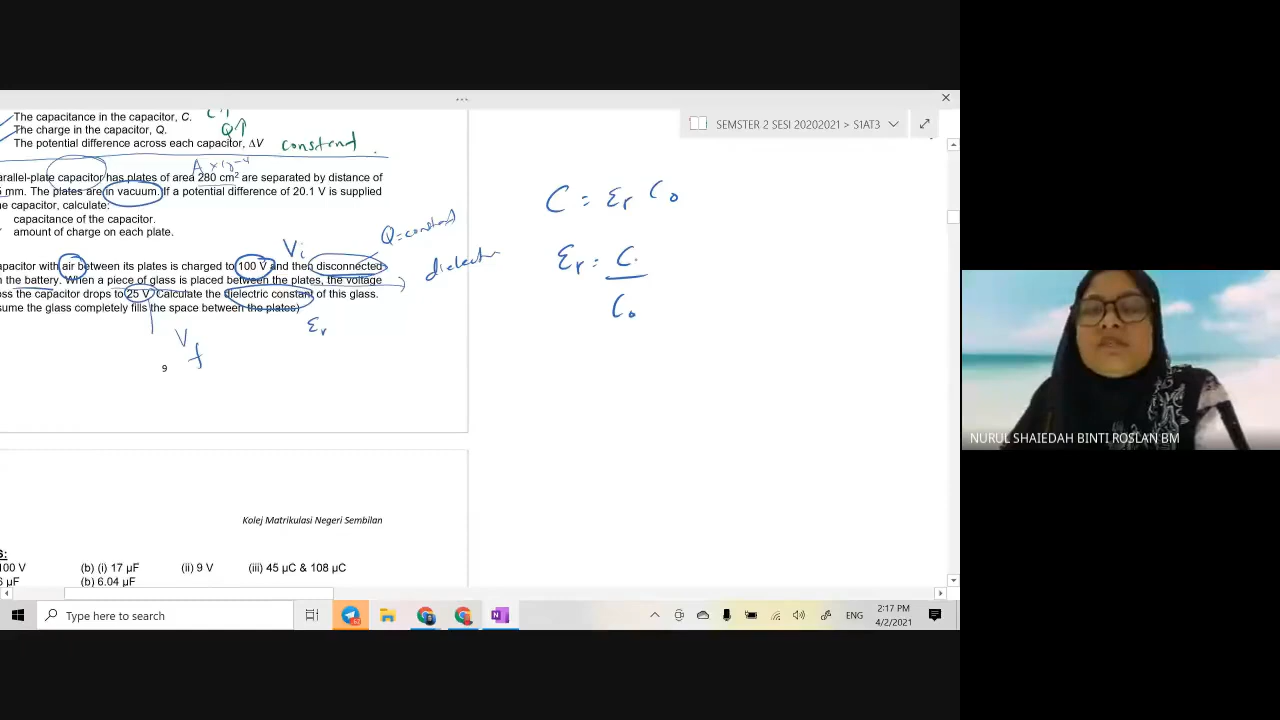 The capacitance in the capacitor, C. C↑
The charge in the capacitor, Q. Q↑
The potential difference across each capacitor, ΔV constant
A × 10⁻⁴
arallel-plate capacitor has plates of area 280 cm² are separated by distance of
mm. The plates are in vacuum. If a potential difference of 20.1 V is supplied
he capacitor, calculate:
capacitance of the capacitor.
amount of charge on each plate.
Q=constant
Vi
apacitor with air between its plates is charged to 100 V and then disconnected
n the battery. When a piece of glass is placed between the plates, the voltage
oss the capacitor drops to 25 V. Calculate the dielectric constant of this glass.
sume the glass completely fills the space between the plates)
εr
Vf
9
Kolej Matrikulasi Negeri Sembilan
S:
100 V (b) (i) 17 µF (ii) 9 V (iii) 45 µC & 108 µC
µF (b) 6.04 µF
SEMSTER 2 SESI 20202021 > S1AT3
C = εr C₀
εr = C
C₀
NURUL SHAIEDAH BINTI ROSLAN BM
Type here to search
ENG
2:17 PM
4/2/2021